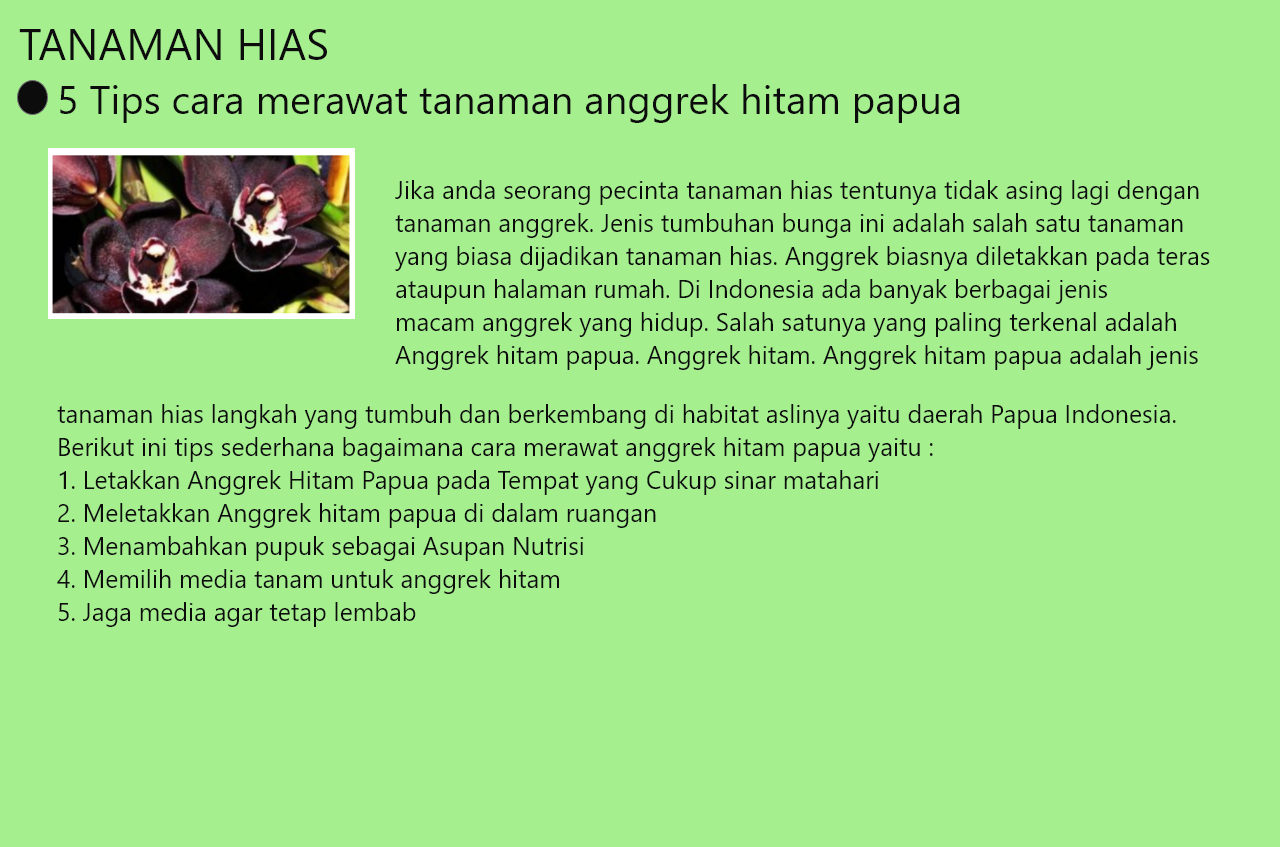 TANAMAN HIAS
5 Tips cara merawat tanaman anggrek hitam papua
Jika anda seorang pecinta tanaman hias tentunya tidak asing lagi dengan
tanaman anggrek. Jenis tumbuhan bunga ini adalah salah satu tanaman
yang biasa dijadikan tanaman hias. Anggrek biasnya diletakkan pada teras
ataupun halaman rumah. Di Indonesia ada banyak berbagai jenis
macam anggrek yang hidup. Salah satunya yang paling terkenal adalah
Anggrek hitam papua. Anggrek hitam. Anggrek hitam papua adalah jenis
tanaman hias langkah yang tumbuh dan berkembang di habitat aslinya yaitu daerah Papua Indonesia.
Berikut ini tips sederhana bagaimana cara merawat anggrek hitam papua yaitu :
1. Letakkan Anggrek Hitam Papua pada Tempat yang Cukup sinar matahari
2. Meletakkan Anggrek hitam papua di dalam ruangan
3. Menambahkan pupuk sebagai Asupan Nutrisi
4. Memilih media tanam untuk anggrek hitam
5. Jaga media agar tetap lembab